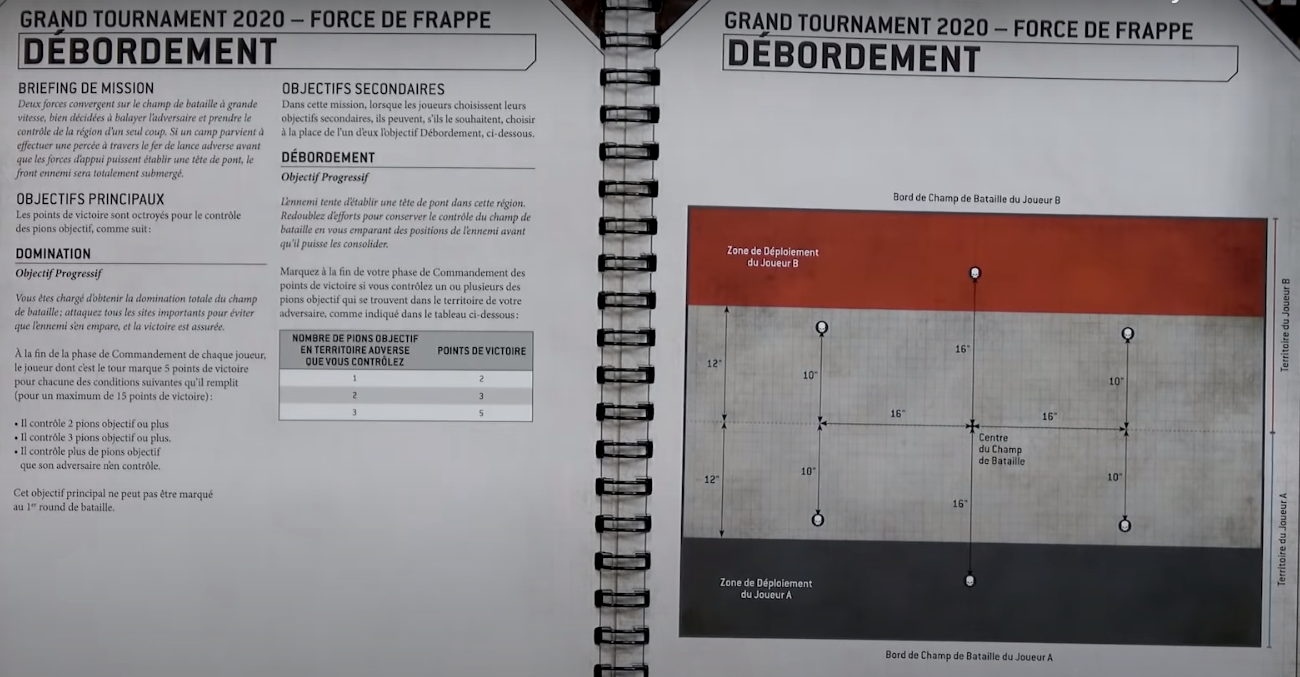 GRAND TOURNAMENT 2020 – FORCE DE FRAPPE
DÉBORDEMENT
BRIEFING DE MISSION
Deux forces convergent sur le champ de bataille à grande
vitesse, bien décidées à balayer l'adversaire et prendre le
contrôle de la région d'un seul coup. Si un camp parvient à
effectuer une percée à travers le fer de lance adverse avant
que les forces d'appui puissent établir une tête de pont, le
front ennemi sera totalement submergé.
OBJECTIFS PRINCIPAUX
Les points de victoire sont octroyés pour le contrôle
des pions objectif, comme suit :
DOMINATION
Objectif Progressif
Vous êtes chargé d'obtenir la domination totale du champ
de bataille ; attaquez tous les sites importants pour éviter
que l'ennemi s'en empare, et la victoire est assurée.
À la fin de la phase de Commandement de chaque joueur,
le joueur dont c'est le tour marque 5 points de victoire
pour chacune des conditions suivantes qu'il remplit
(pour un maximum de 15 points de victoire) :
• Il contrôle 2 pions objectif ou plus
• Il contrôle 3 pions objectif ou plus.
• Il contrôle plus de pions objectif
que son adversaire n'en contrôle.
Cet objectif principal ne peut pas être marqué
au 1er round de bataille.
OBJECTIFS SECONDAIRES
Dans cette mission, lorsque les joueurs choisissent leurs
objectifs secondaires, ils peuvent, s'ils le souhaitent, choisir
à la place de l'un d'eux l'objectif Débordement, ci-dessous.
DÉBORDEMENT
Objectif Progressif
L'ennemi tente d'établir une tête de pont dans cette région.
Redoublez d'efforts pour conserver le contrôle du champ de
bataille en vous emparant des positions de l'ennemi avant
qu'il puisse les consolider.
Marquez à la fin de votre phase de Commandement des
points de victoire si vous contrôlez un ou plusieurs des
pions objectif qui se trouvent dans le territoire de votre
adversaire, comme indiqué dans le tableau ci-dessous :
NOMBRE DE PIONS OBJECTIF
EN TERRITOIRE ADVERSE
QUE VOUS CONTRÔLEZ
POINTS DE VICTOIRE
1 2
2 3
3 5
GRAND TOURNAMENT 2020 – FORCE DE FRAPPE
DÉBORDEMENT
Bord de Champ de Bataille du Joueur B
Zone de Déploiement
du Joueur B
Territoire du Joueur B
12"
10"
16"
10"
16"
16"
Centre
du Champ
de Bataille
12"
10"
16"
10"
Zone de Déploiement
du Joueur A
Territoire du Joueur A
Bord de Champ de Bataille du Joueur A